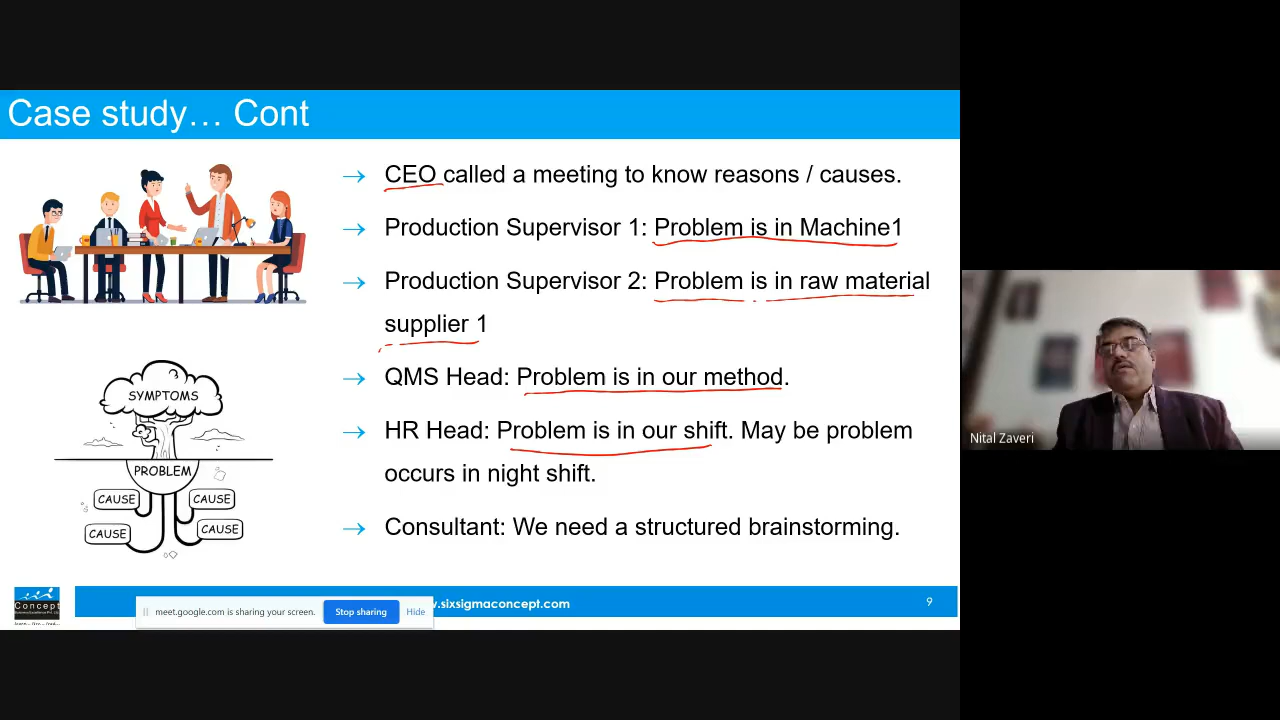 Case study… Cont
→ CEO called a meeting to know reasons / causes.
→ Production Supervisor 1: Problem is in Machine1
→ Production Supervisor 2: Problem is in raw material
supplier 1
→ QMS Head: Problem is in our method.
→ HR Head: Problem is in our shift. May be problem
occurs in night shift.
→ Consultant: We need a structured brainstorming.
SYMPTOMS
PROBLEM
CAUSE CAUSE
CAUSE CAUSE
Nital Zaveri
Concept
meet.google.com is sharing your screen. Stop sharing Hide
.sixsigmaconcept.com
9